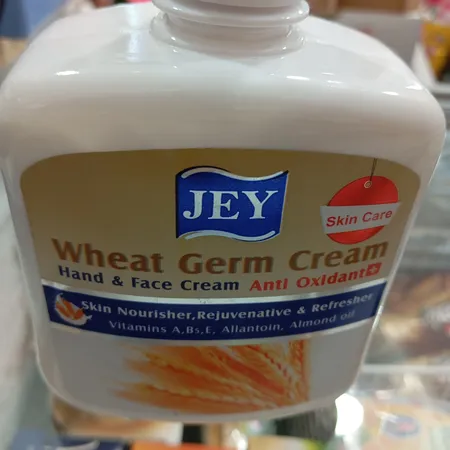 JEY
Skin Care
Wheat Germ Cream
Hand & Face Cream Anti Oxidant+
Skin Nourisher,Rejuvenative & Refresher
Vitamins A,B5,E, Allantoin, Almond oil